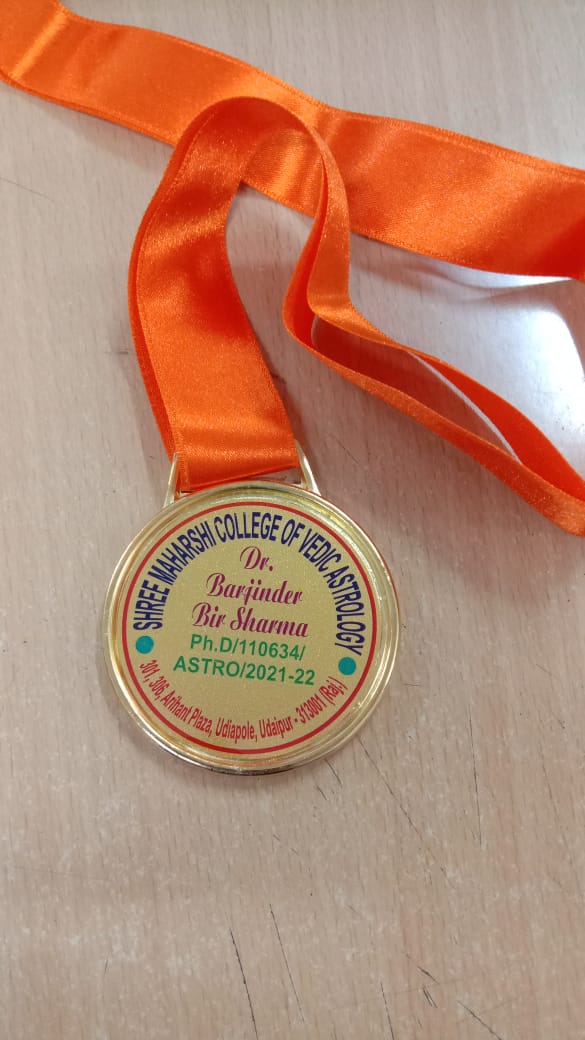 SHREE MAHARSHI COLLEGE OF VEDIC ASTROLOGY
Dr.
Barjinder
Bir Sharma
Ph.D/110634/
ASTRO/2021-22
301, 306, Arihant Plaza, Udiapole, Udaipur - 313001 (Raj.)